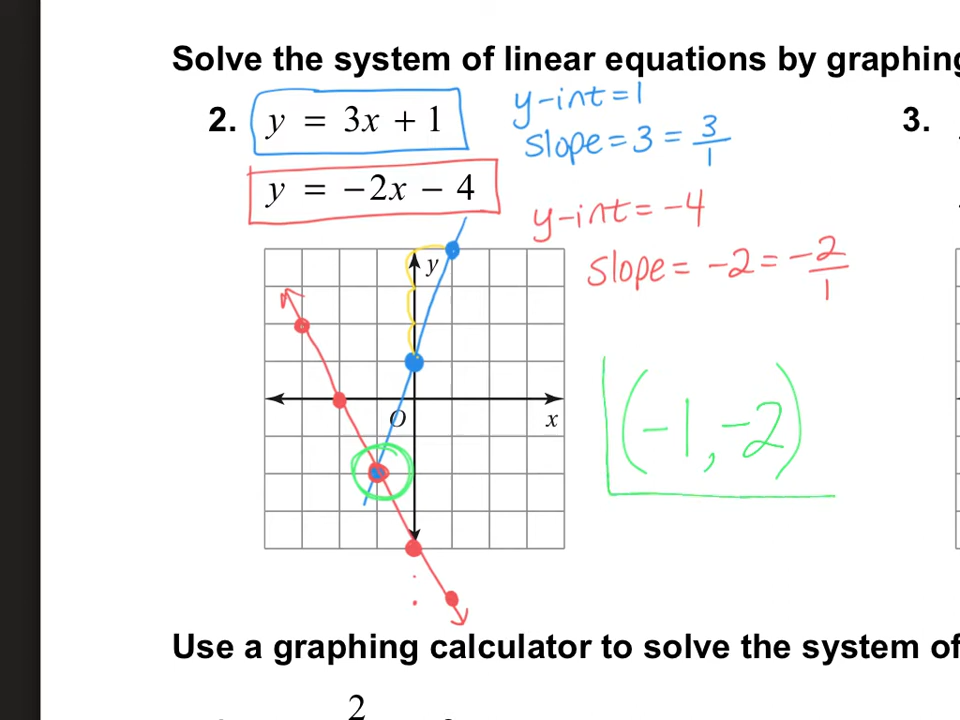 Solve the system of linear equations by graphing
2. y = 3x + 1
y-int = 1
slope = 3 = 3/1
3.
y = −2x − 4
y-int = -4
slope = -2 = -2/1
y
O
x
(-1, -2)
Use a graphing calculator to solve the system of
2